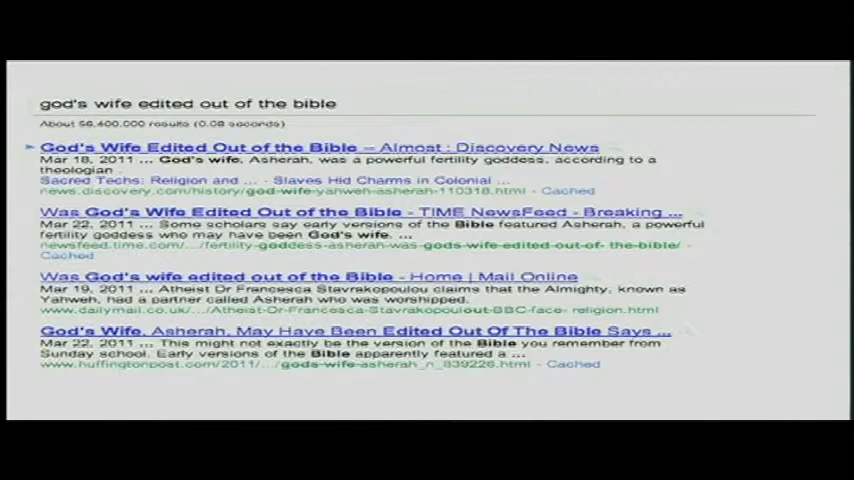 god's wife edited out of the bible
About 56,400,000 results (0.08 seconds)
God's Wife Edited Out of the Bible – Almost : Discovery News
Mar 18, 2011 ... God's wife, Asherah, was a powerful fertility goddess, according to a
theologian .
Sacred Techs: Religion and ... - Slaves Hid Charms in Colonial ...
news.discovery.com/history/god-wife-yahweh-asherah-110318.html - Cached
Was God's Wife Edited Out of the Bible - TIME NewsFeed - Breaking ...
Mar 22, 2011 ... Some scholars say early versions of the Bible featured Asherah, a powerful
fertility goddess who may have been God's wife. ...
newsfeed.time.com/.../fertility-goddess-asherah-was-gods-wife-edited-out-of- the-bible/ -
Cached
Was God's wife edited out of the Bible - Home | Mail Online
Mar 19, 2011 ... Atheist Dr Francesca Stavrakopoulou claims that the Almighty, known as
Yahweh, had a partner called Asherah who was worshipped.
www.dailymail.co.uk/.../Atheist-Dr-Francesca-Stavrakopoulout-BBC-face- religion.html
God's Wife, Asherah, May Have Been Edited Out Of The Bible Says ...
Mar 22, 2011 ... This might not exactly be the version of the Bible you remember from
Sunday school. Early versions of the Bible apparently featured a ...
www.huffingtonpost.com/2011/.../gods-wife-asherah_n_839226.html - Cached